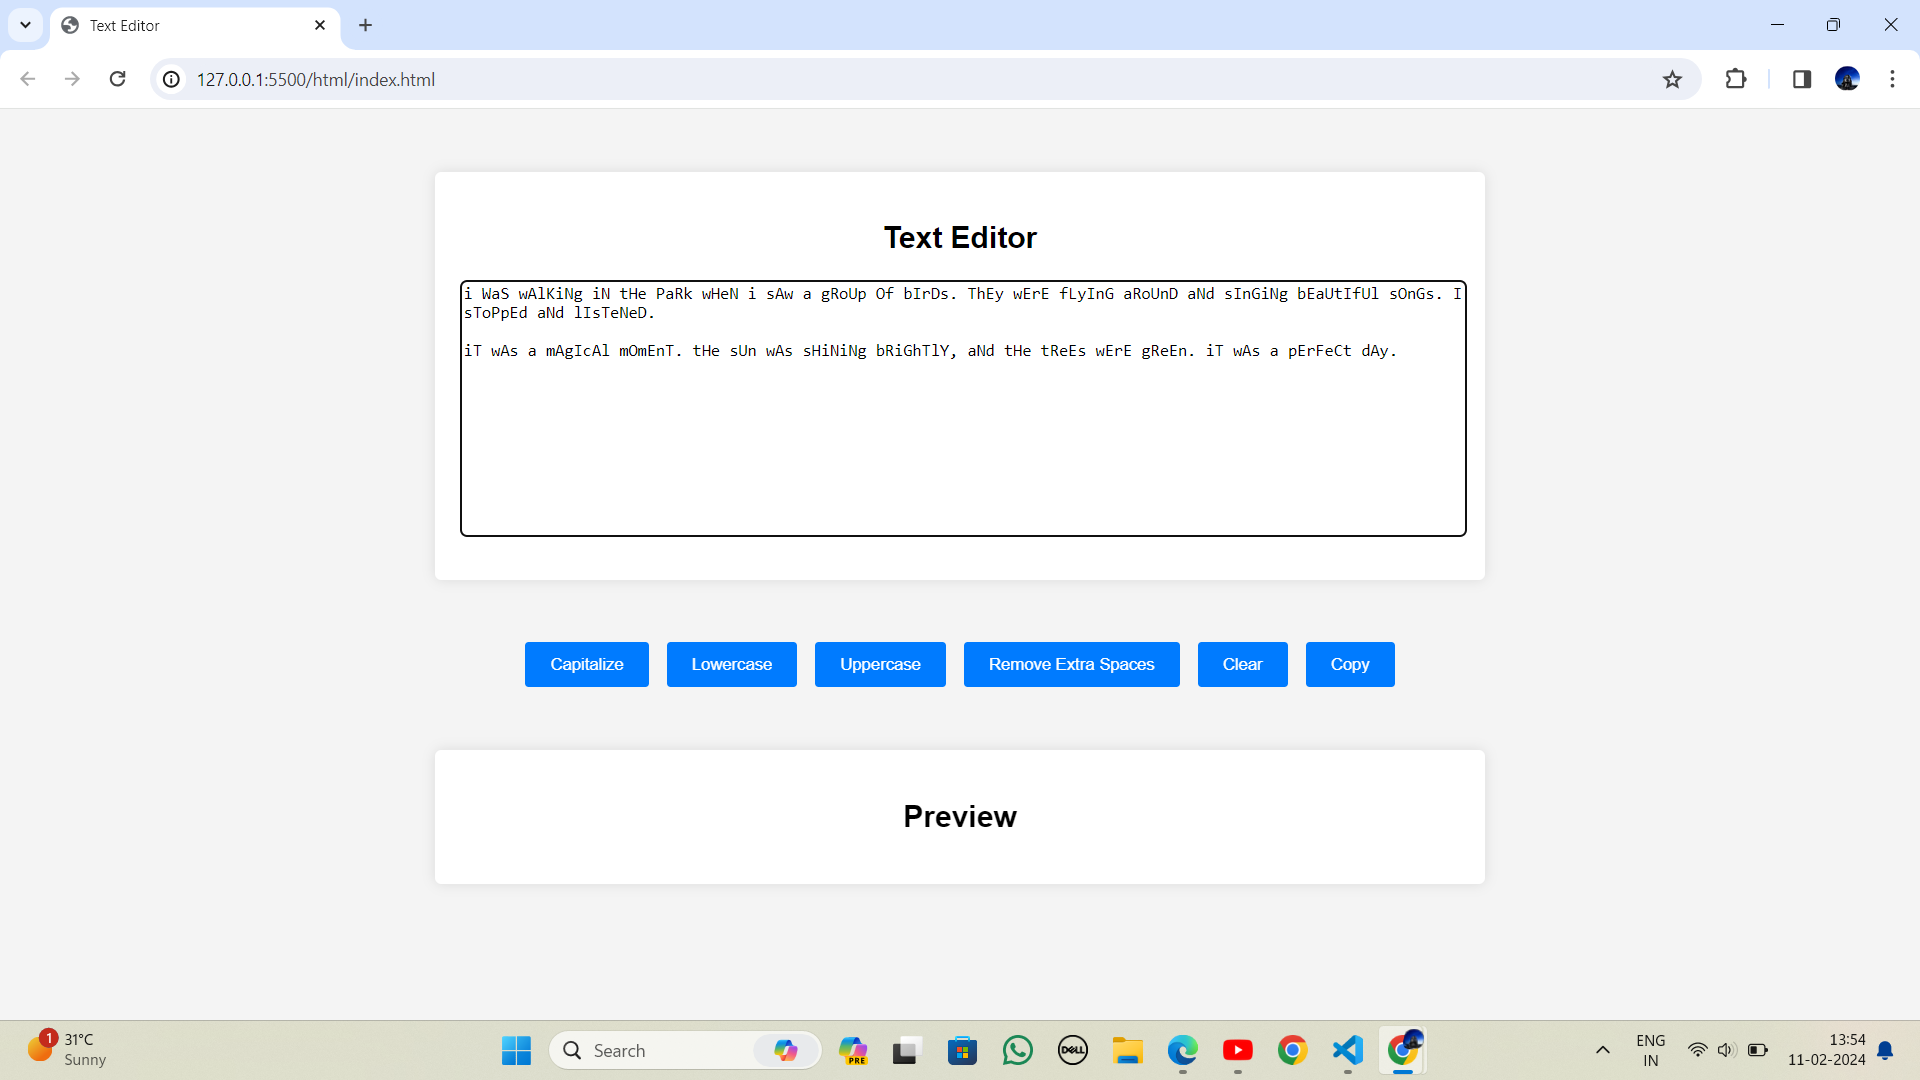 Text Editor
127.0.0.1:5500/html/index.html
Text Editor
i WaS wAlKiNg iN tHe PaRk wHeN i sAw a gRoUp Of bIrDs. ThEy wErE fLyInG aRoUnD aNd sInGiNg bEaUtIfUl sOnGs. I
sToPpEd aNd lIsTeNeD.
iT wAs a mAgIcAl mOmEnT. tHe sUn wAs sHiNiNg bRiGhTlY, aNd tHe tReEs wErE gReEn. iT wAs a pErFeCt dAy.
Capitalize Lowercase Uppercase Remove Extra Spaces Clear Copy
Preview
1
31°C
Sunny
Search
PRE
DELL
ENG
IN
13:54
11-02-2024